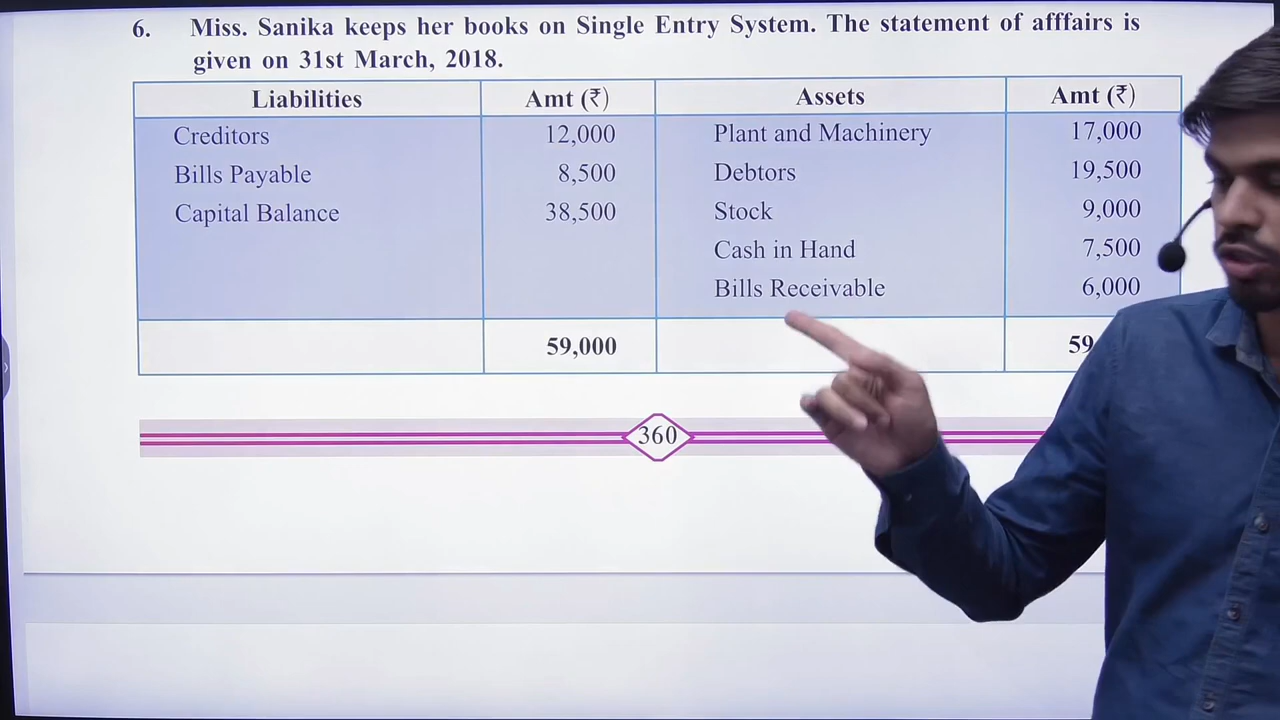 6. Miss. Sanika keeps her books on Single Entry System. The statement of afffairs is
given on 31st March, 2018.
Liabilities Amt (₹) Assets Amt (₹)
Creditors 12,000 Plant and Machinery 17,000
Bills Payable 8,500 Debtors 19,500
Capital Balance 38,500 Stock 9,000
Cash in Hand 7,500
Bills Receivable 6,000
59,000 59
360